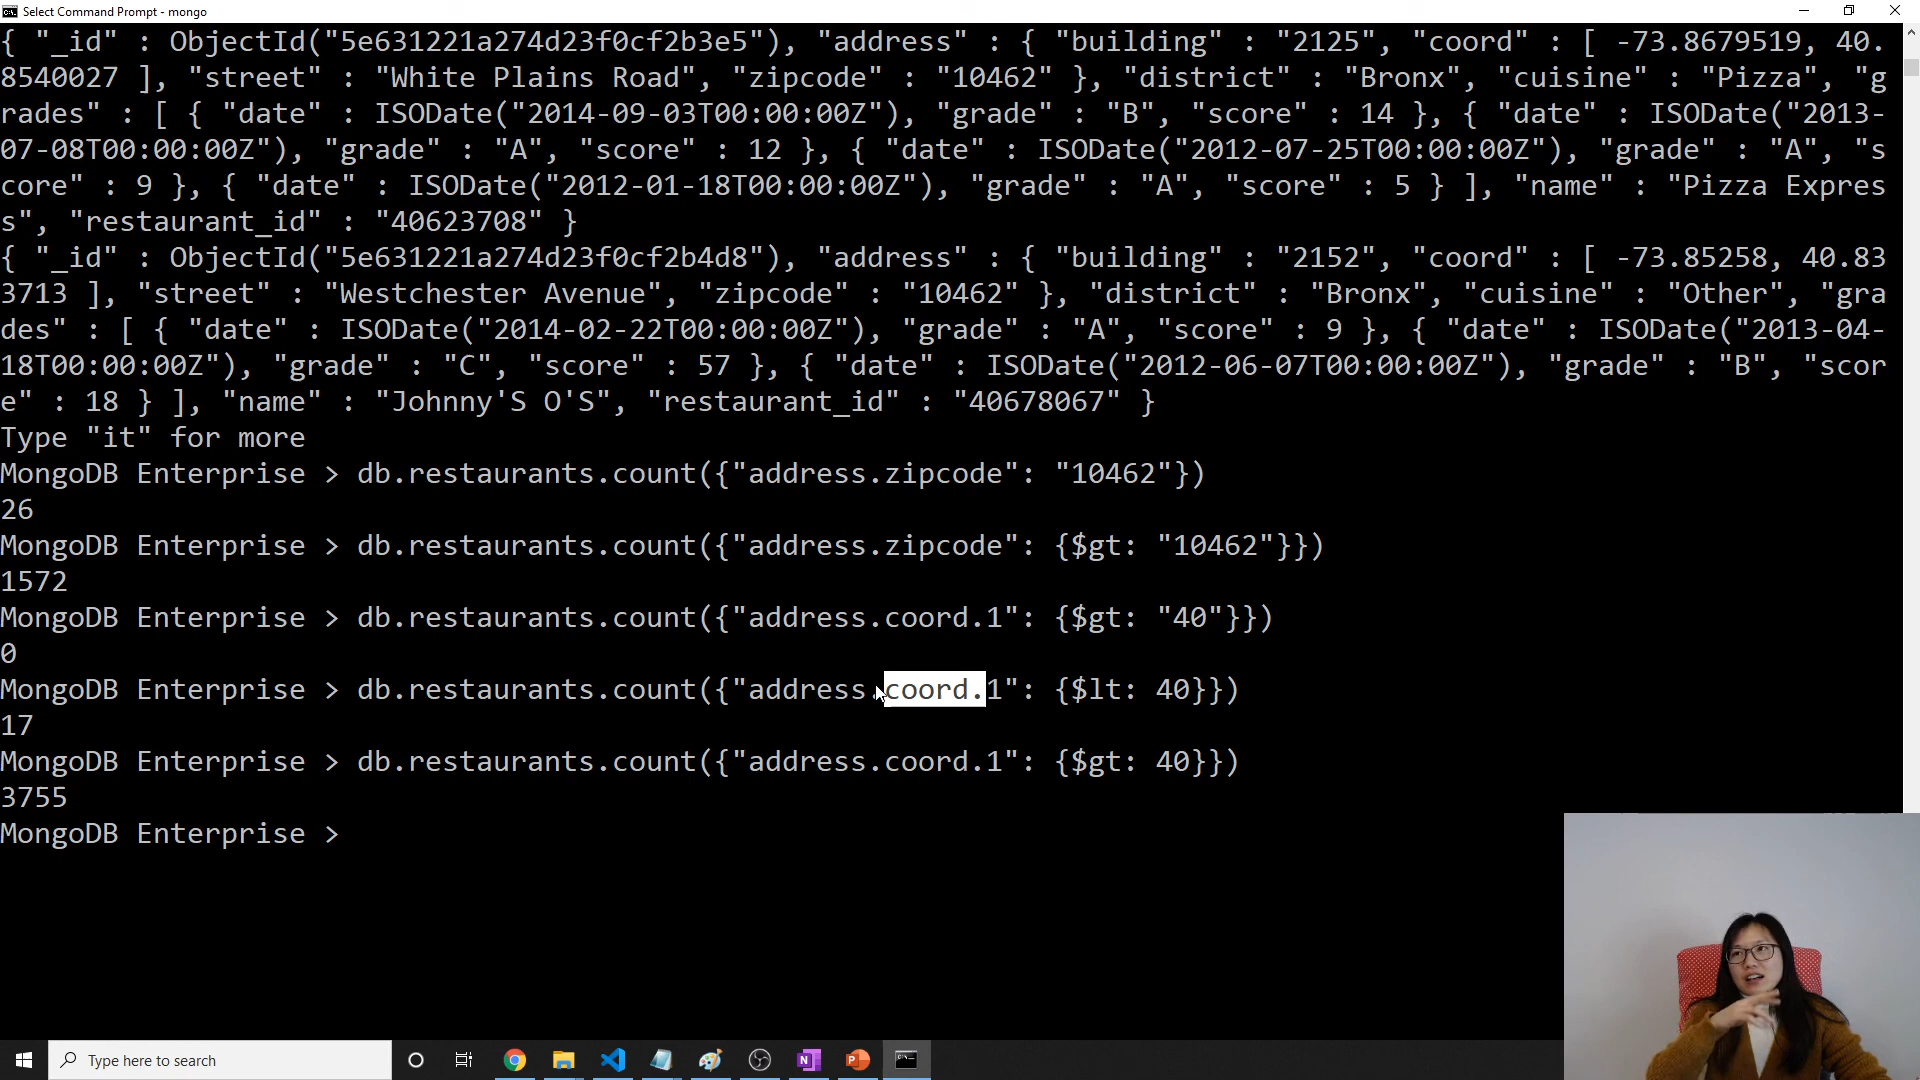 Select Command Prompt - mongo
{ "_id" : ObjectId("5e631221a274d23f0cf2b3e5"), "address" : { "building" : "2125", "coord" : [ -73.8679519, 40.
8540027 ], "street" : "White Plains Road", "zipcode" : "10462" }, "district" : "Bronx", "cuisine" : "Pizza", "g
rades" : [ { "date" : ISODate("2014-09-03T00:00:00Z"), "grade" : "B", "score" : 14 }, { "date" : ISODate("2013-
07-08T00:00:00Z"), "grade" : "A", "score" : 12 }, { "date" : ISODate("2012-07-25T00:00:00Z"), "grade" : "A", "s
core" : 9 }, { "date" : ISODate("2012-01-18T00:00:00Z"), "grade" : "A", "score" : 5 } ], "name" : "Pizza Expres
s", "restaurant_id" : "40623708" }
{ "_id" : ObjectId("5e631221a274d23f0cf2b4d8"), "address" : { "building" : "2152", "coord" : [ -73.85258, 40.83
3713 ], "street" : "Westchester Avenue", "zipcode" : "10462" }, "district" : "Bronx", "cuisine" : "Other", "gra
des" : [ { "date" : ISODate("2014-02-22T00:00:00Z"), "grade" : "A", "score" : 9 }, { "date" : ISODate("2013-04-
18T00:00:00Z"), "grade" : "C", "score" : 57 }, { "date" : ISODate("2012-06-07T00:00:00Z"), "grade" : "B", "scor
e" : 18 } ], "name" : "Johnny'S O'S", "restaurant_id" : "40678067" }
Type "it" for more
MongoDB Enterprise > db.restaurants.count({"address.zipcode": "10462"})
26
MongoDB Enterprise > db.restaurants.count({"address.zipcode": {$gt: "10462"}})
1572
MongoDB Enterprise > db.restaurants.count({"address.coord.1": {$gt: "40"}})
0
MongoDB Enterprise > db.restaurants.count({"address.coord.1": {$lt: 40}})
17
MongoDB Enterprise > db.restaurants.count({"address.coord.1": {$gt: 40}})
3755
MongoDB Enterprise >
Type here to search